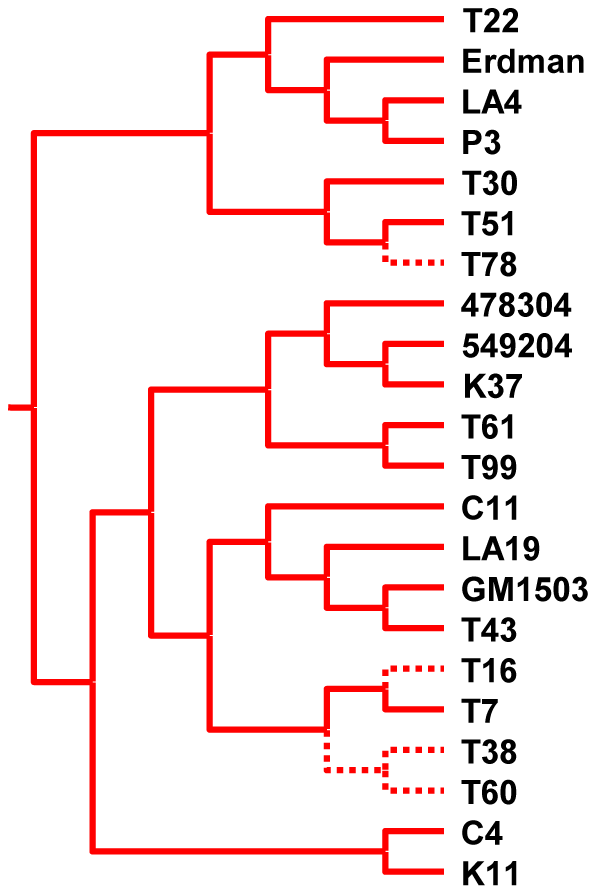 T22
Erdman
LA4
P3
T30
T51
T78
478304
549204
K37
T61
T99
C11
LA19
GM1503
T43
T16
T7
T38
T60
C4
K11